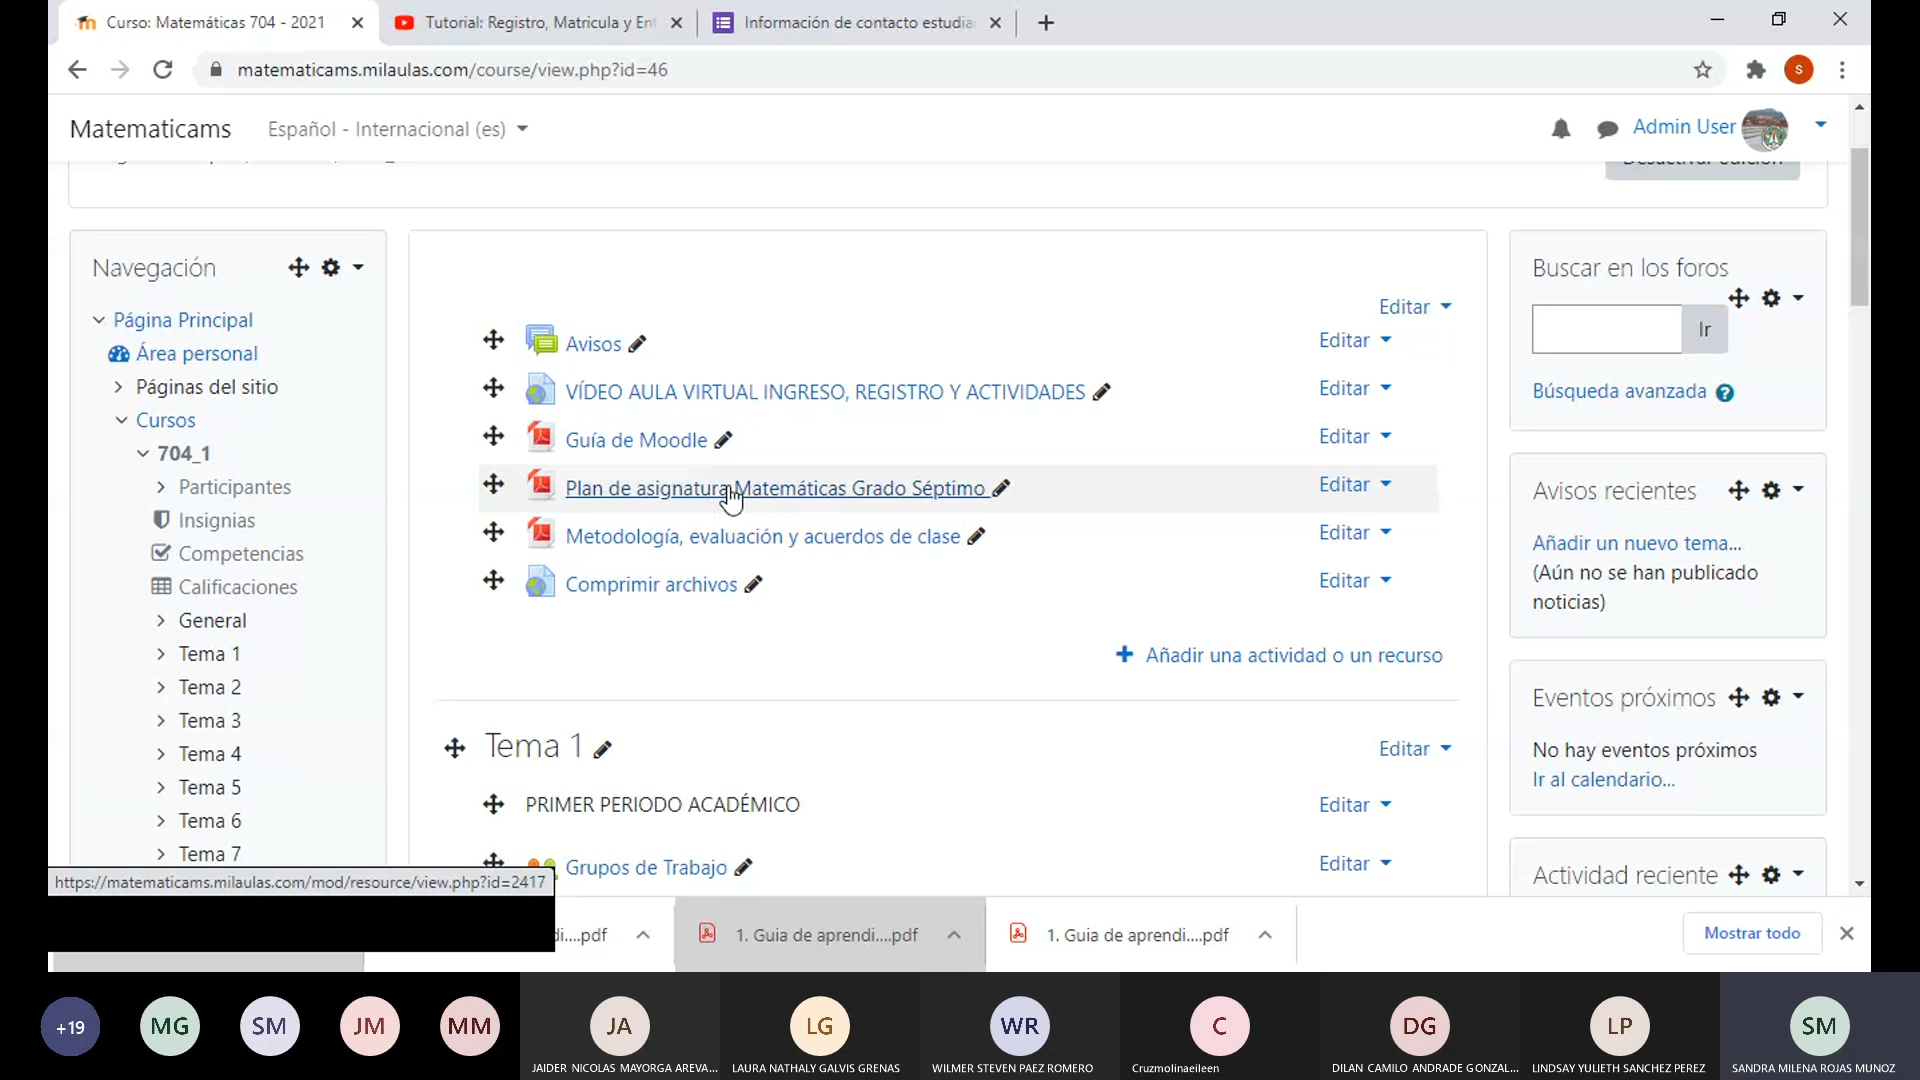 Curso: Matemáticas 704 - 2021
Tutorial: Registro, Matricula y Ent
Información de contacto estudia
matematicams.milaulas.com/course/view.php?id=46
S
Matematicams
Español - Internacional (es)
Admin User
Desactivar edición
Navegación
Página Principal
Área personal
Páginas del sitio
Cursos
704_1
Participantes
Insignias
Competencias
Calificaciones
General
Tema 1
Tema 2
Tema 3
Tema 4
Tema 5
Tema 6
Tema 7
Editar
Avisos
Editar
VÍDEO AULA VIRTUAL INGRESO, REGISTRO Y ACTIVIDADES
Editar
Guía de Moodle
Editar
Plan de asignatura Matemáticas Grado Séptimo
Editar
Metodología, evaluación y acuerdos de clase
Editar
Comprimir archivos
Editar
Añadir una actividad o un recurso
Tema 1
Editar
PRIMER PERIODO ACADÉMICO
Editar
Grupos de Trabajo
Editar
Buscar en los foros
Ir
Búsqueda avanzada
Avisos recientes
Añadir un nuevo tema...
(Aún no se han publicado
noticias)
Eventos próximos
No hay eventos próximos
Ir al calendario...
Actividad reciente
https://matematicams.milaulas.com/mod/resource/view.php?id=2417
di....pdf
1. Guia de aprendi....pdf
1. Guia de aprendi....pdf
Mostrar todo
+19
MG
SM
JM
MM
JA
LG
WR
C
DG
LP
SM
JAIDER NICOLAS MAYORGA AREVA...
LAURA NATHALY GALVIS GRENAS
WILMER STEVEN PAEZ ROMERO
Cruzmolinaeileen
DILAN CAMILO ANDRADE GONZAL...
LINDSAY YULIETH SANCHEZ PEREZ
SANDRA MILENA ROJAS MUNOZ